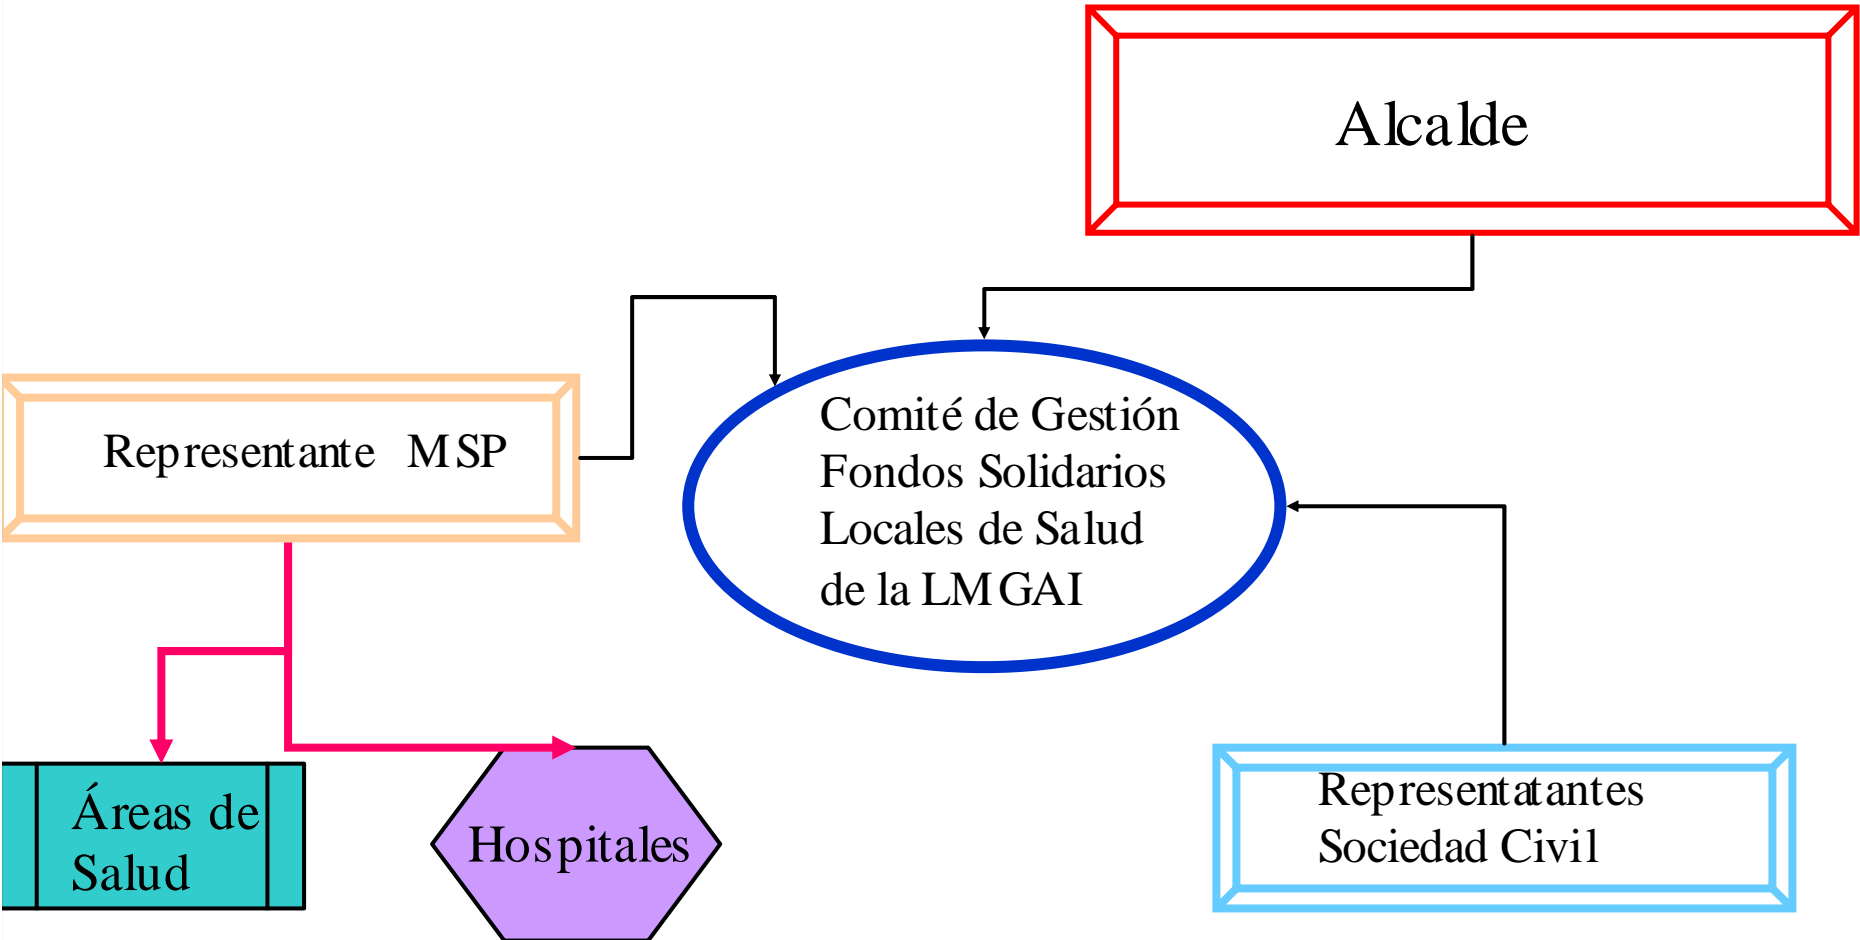 Alcalde
Representante MSP
Comité de Gestión
Fondos Solidarios
Locales de Salud
de la LMGAI
Áreas de
Salud
Hospitales
Representatantes
Sociedad Civil